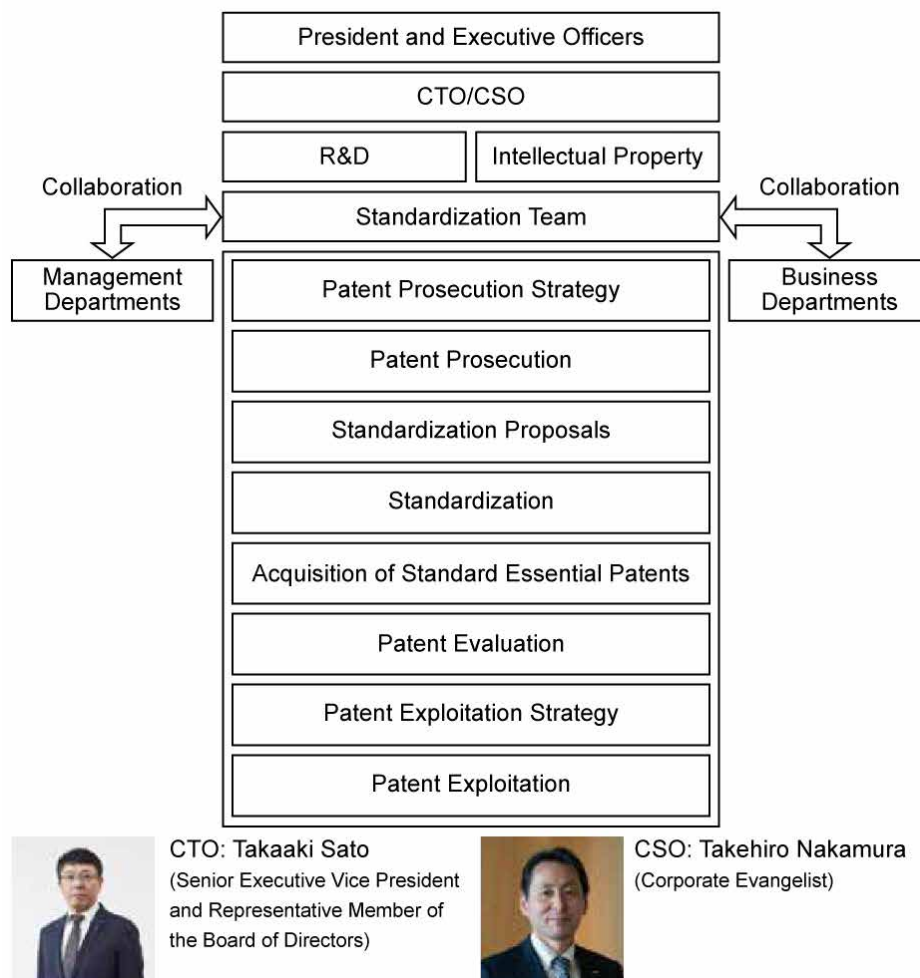 President and Executive Officers
CTO/CSO
R&D
Intellectual Property
Collaboration
Collaboration
Standardization Team
Management
Departments
Business
Departments
Patent Prosecution Strategy
Patent Prosecution
Standardization Proposals
Standardization
Acquisition of Standard Essential Patents
Patent Evaluation
Patent Exploitation Strategy
Patent Exploitation
CTO: Takaaki Sato
(Senior Executive Vice President
and Representative Member of
the Board of Directors)
CSO: Takehiro Nakamura
(Corporate Evangelist)